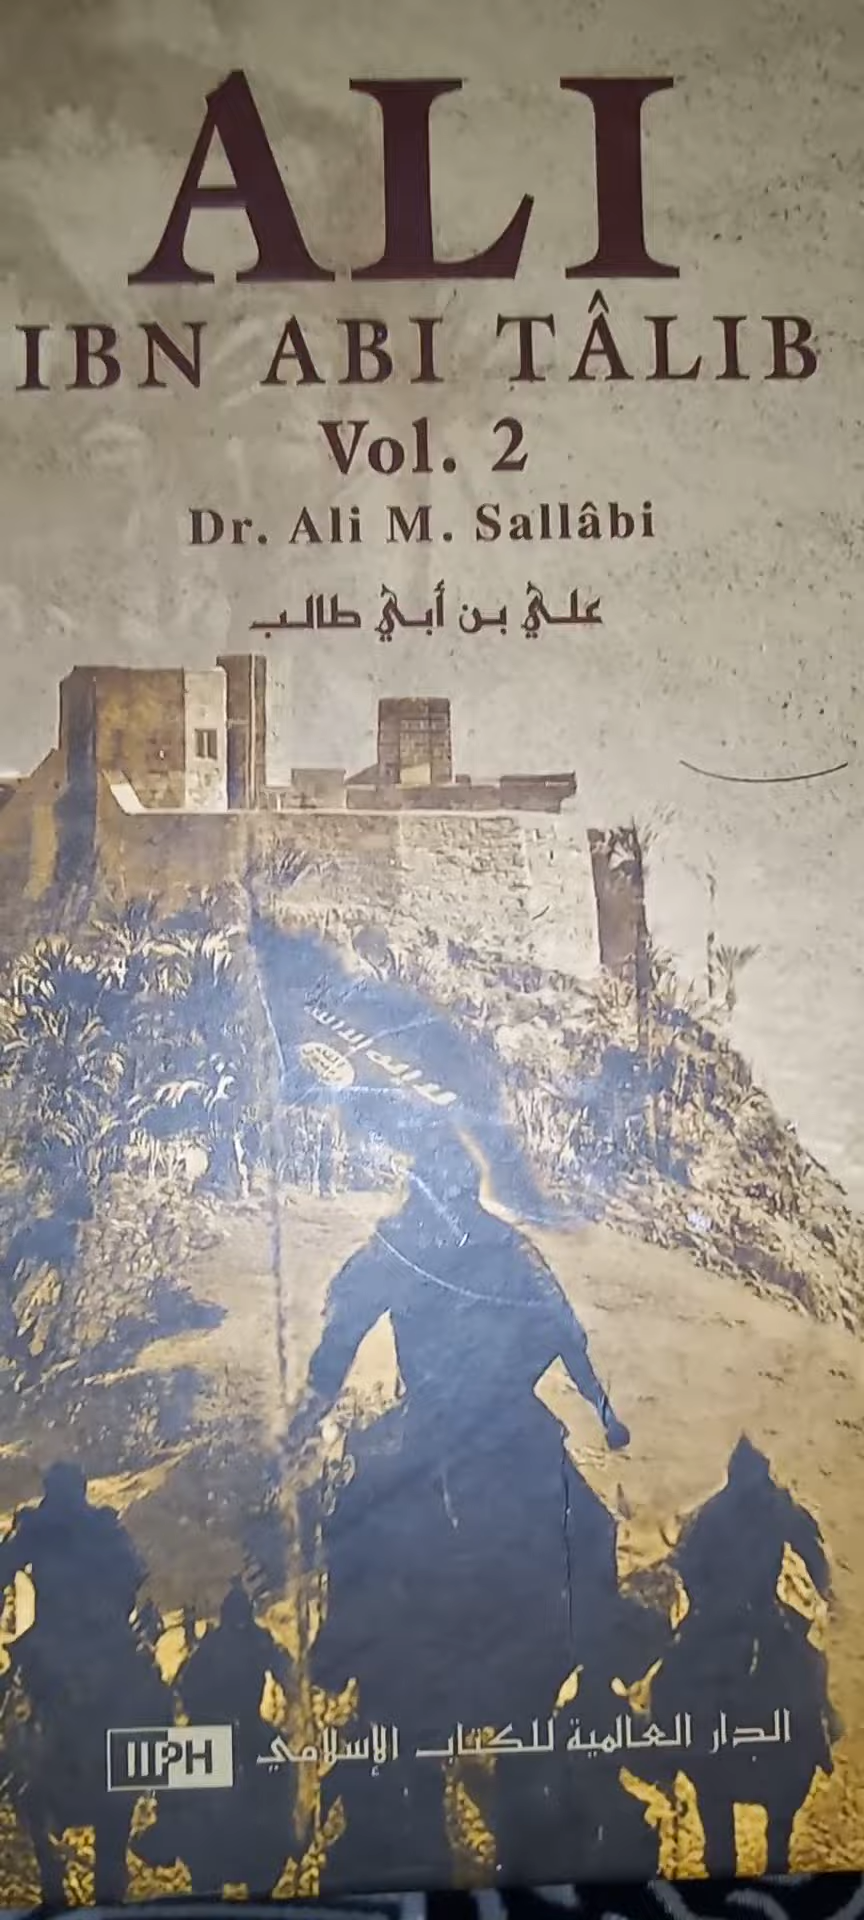 ALI
IBN ABI TÂLIB
Vol. 2
Dr. Ali M. Sallâbi
علي بن أبي طالب
IIPH الدار العالمية للكتاب الإسلامي